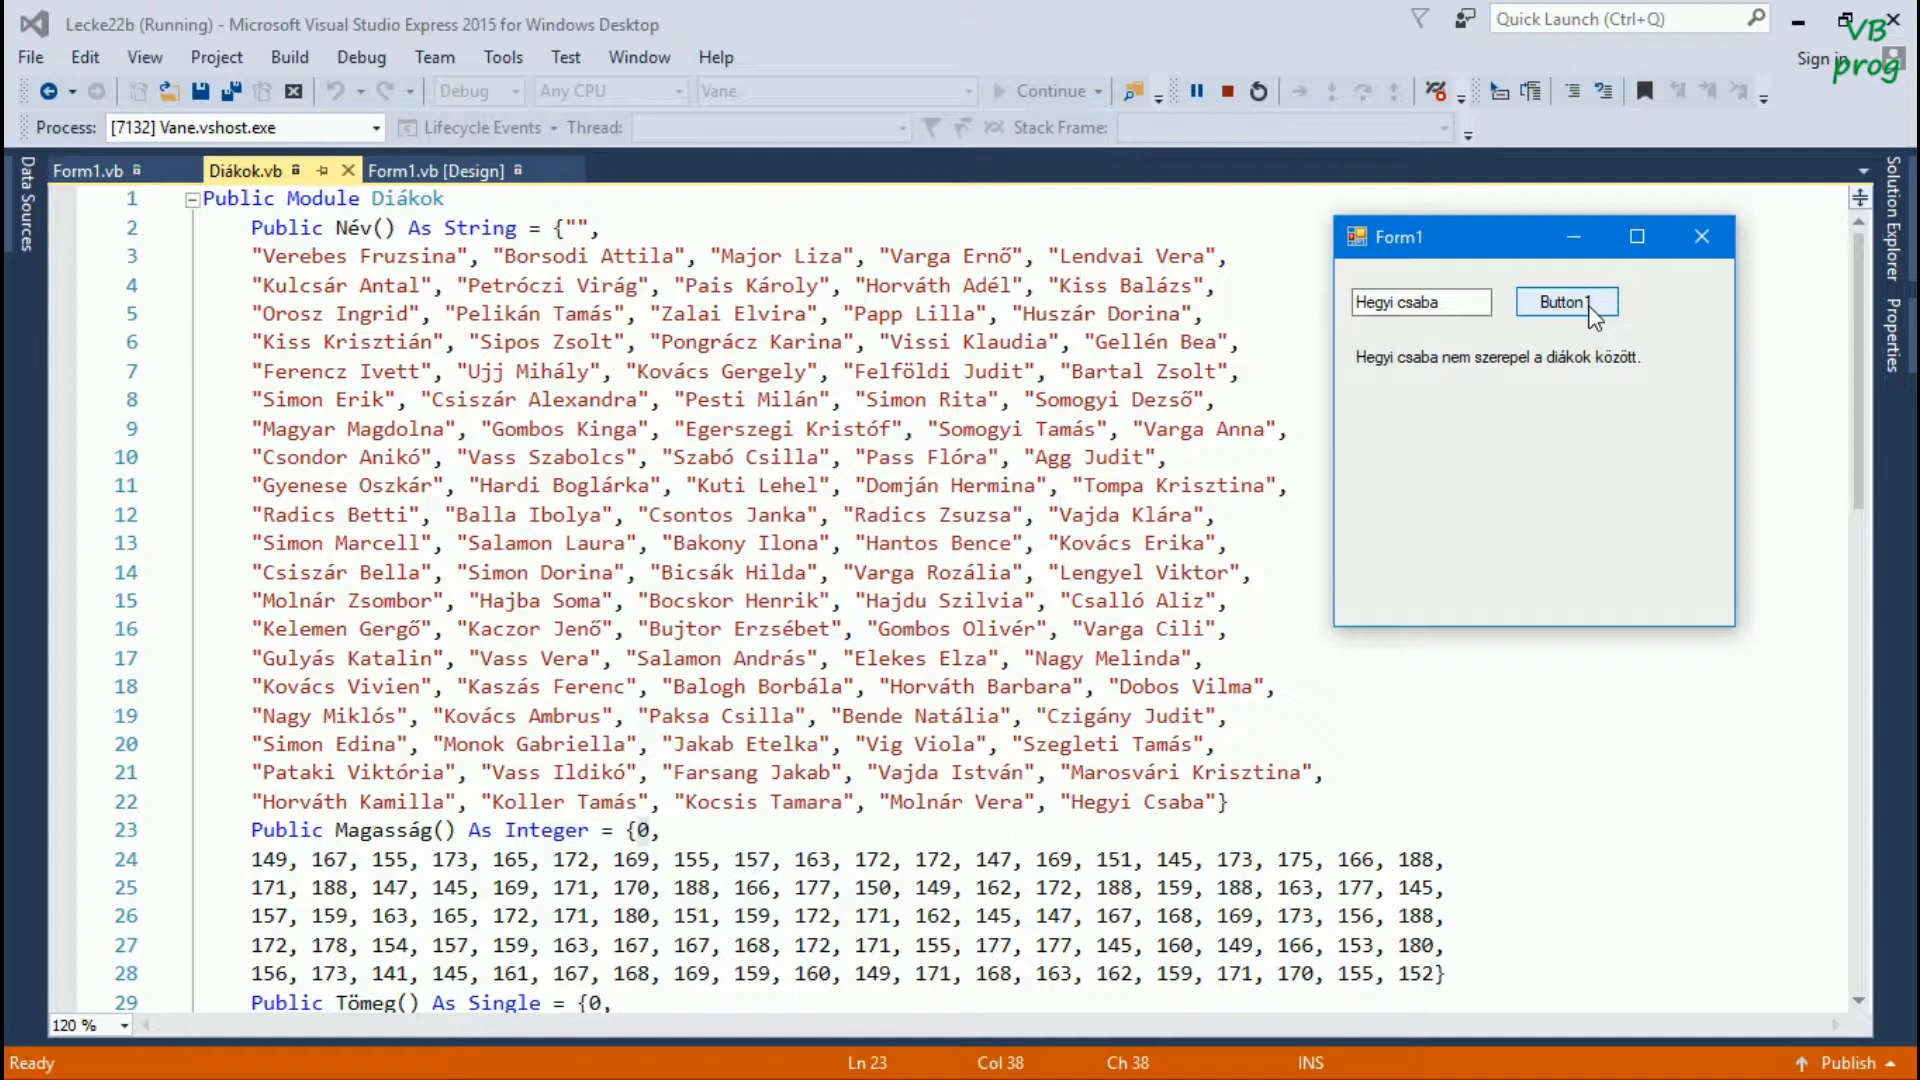 Lecke22b (Running) - Microsoft Visual Studio Express 2015 for Windows Desktop
Quick Launch (Ctrl+Q)
VB
prog
File Edit View Project Build Debug Team Tools Test Window Help
Sign in
Debug Any CPU Vane Continue
Process: [7132] Vane.vshost.exe Lifecycle Events Thread: Stack Frame:
Data Sources
Form1.vb Diákok.vb Form1.vb [Design]
Solution Explorer
Properties
1 Public Module Diákok
2 Public Név() As String = {"",
3 "Verebes Fruzsina", "Borsodi Attila", "Major Liza", "Varga Ernő", "Lendvai Vera",
4 "Kulcsár Antal", "Petróczi Virág", "Pais Károly", "Horváth Adél", "Kiss Balázs",
5 "Orosz Ingrid", "Pelikán Tamás", "Zalai Elvira", "Papp Lilla", "Huszár Dorina",
6 "Kiss Krisztián", "Sipos Zsolt", "Pongrácz Karina", "Vissi Klaudia", "Gellén Bea",
7 "Ferencz Ivett", "Ujj Mihály", "Kovács Gergely", "Felföldi Judit", "Bartal Zsolt",
8 "Simon Erik", "Csiszár Alexandra", "Pesti Milán", "Simon Rita", "Somogyi Dezső",
9 "Magyar Magdolna", "Gombos Kinga", "Egerszegi Kristóf", "Somogyi Tamás", "Varga Anna",
10 "Csondor Anikó", "Vass Szabolcs", "Szabó Csilla", "Pass Flóra", "Agg Judit",
11 "Gyenese Oszkár", "Hardi Boglárka", "Kuti Lehel", "Domján Hermina", "Tompa Krisztina",
12 "Radics Betti", "Balla Ibolya", "Csontos Janka", "Radics Zsuzsa", "Vajda Klára",
13 "Simon Marcell", "Salamon Laura", "Bakony Ilona", "Hantos Bence", "Kovács Erika",
14 "Csiszár Bella", "Simon Dorina", "Bicsák Hilda", "Varga Rozália", "Lengyel Viktor",
15 "Molnár Zsombor", "Hajba Soma", "Bocskor Henrik", "Hajdu Szilvia", "Csalló Aliz",
16 "Kelemen Gergő", "Kaczor Jenő", "Bujtor Erzsébet", "Gombos Olivér", "Varga Cili",
17 "Gulyás Katalin", "Vass Vera", "Salamon András", "Elekes Elza", "Nagy Melinda",
18 "Kovács Vivien", "Kaszás Ferenc", "Balogh Borbála", "Horváth Barbara", "Dobos Vilma",
19 "Nagy Miklós", "Kovács Ambrus", "Paksa Csilla", "Bende Natália", "Czigány Judit",
20 "Simon Edina", "Monok Gabriella", "Jakab Etelka", "Vig Viola", "Szegleti Tamás",
21 "Pataki Viktória", "Vass Ildikó", "Farsang Jakab", "Vajda István", "Marosvári Krisztina",
22 "Horváth Kamilla", "Koller Tamás", "Kocsis Tamara", "Molnár Vera", "Hegyi Csaba"}
23 Public Magasság() As Integer = {0,
24 149, 167, 155, 173, 165, 172, 169, 155, 157, 163, 172, 172, 147, 169, 151, 145, 173, 175, 166, 188,
25 171, 188, 147, 145, 169, 171, 170, 188, 166, 177, 150, 149, 162, 172, 188, 159, 188, 163, 177, 145,
26 157, 159, 163, 165, 172, 171, 180, 151, 159, 172, 171, 162, 145, 147, 167, 168, 169, 173, 156, 188,
27 172, 178, 154, 157, 159, 163, 167, 167, 168, 172, 171, 155, 177, 177, 145, 160, 149, 166, 153, 180,
28 156, 173, 141, 145, 161, 167, 168, 169, 159, 160, 149, 171, 168, 163, 162, 159, 171, 170, 155, 152}
29 Public Tömeg() As Single = {0,
Form1
Hegyi csaba Button1
Hegyi csaba nem szerepel a diákok között.
120 %
Ready Ln 23 Col 38 Ch 38 INS Publish